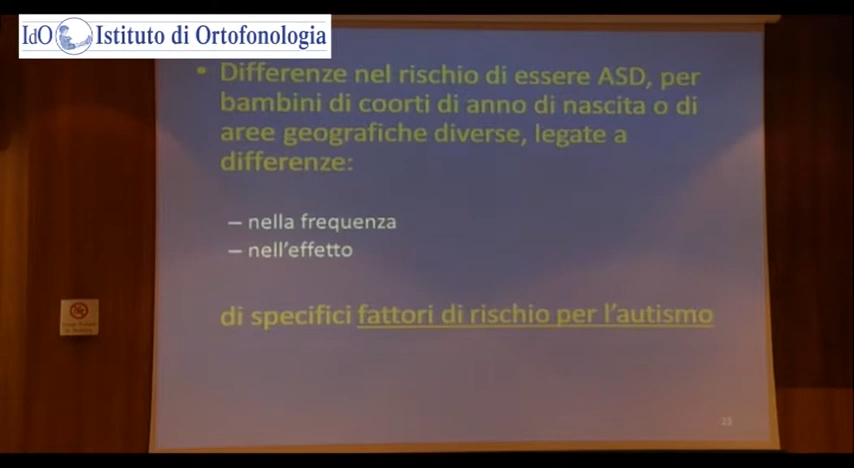 IdO Istituto di Ortofonologia
• Differenze nel rischio di essere ASD, per
bambini di coorti di anno di nascita o di
aree geografiche diverse, legate a
differenze:
– nella frequenza
– nell'effetto
di specifici fattori di rischio per l'autismo
23